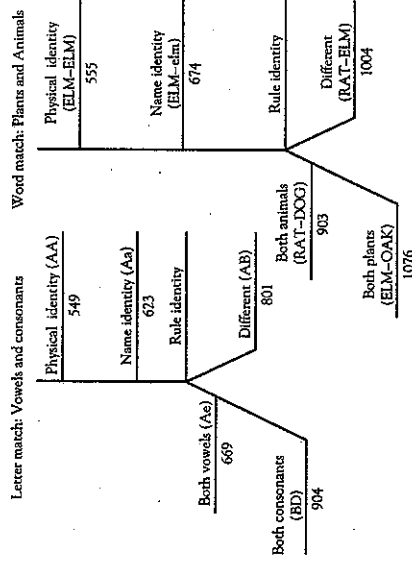 Letter match: Vowels and consonants
Physical identity (AA)
549
Name identity (Aa)
623
Rule identity
Both vowels (Ae)
669
Different (AB)
801
Both consonants
(BD)
904
Word match: Plants and Animals
Physical identity
(ELM–ELM)
555
Name identity
(ELM–elm)
674
Rule identity
Both animals
(RAT–DOG)
903
Different
(RAT–ELM)
1004
Both plants
(ELM–OAK)
1076